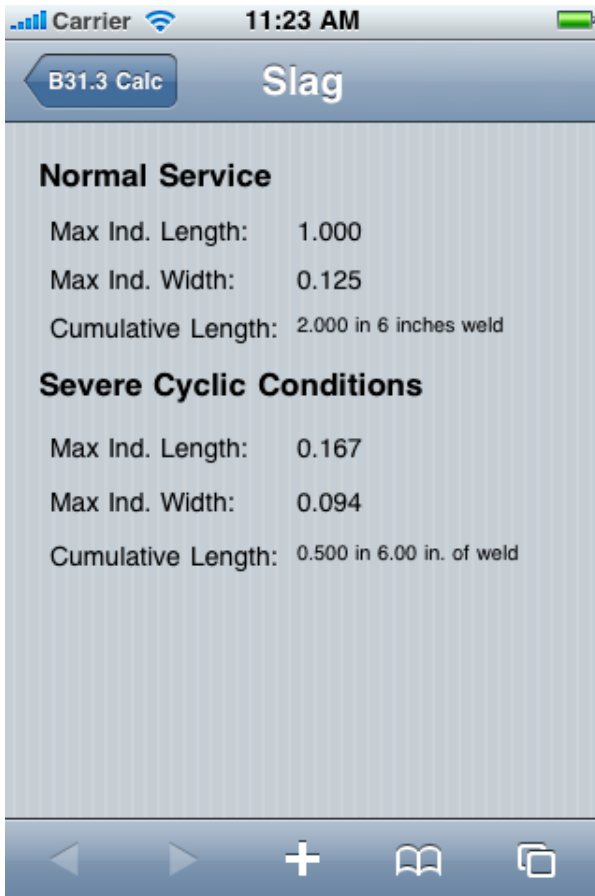 Carrier 11:23 AM
B31.3 Calc Slag
Normal Service
Max Ind. Length: 1.000
Max Ind. Width: 0.125
Cumulative Length: 2.000 in 6 inches weld
Severe Cyclic Conditions
Max Ind. Length: 0.167
Max Ind. Width: 0.094
Cumulative Length: 0.500 in 6.00 in. of weld